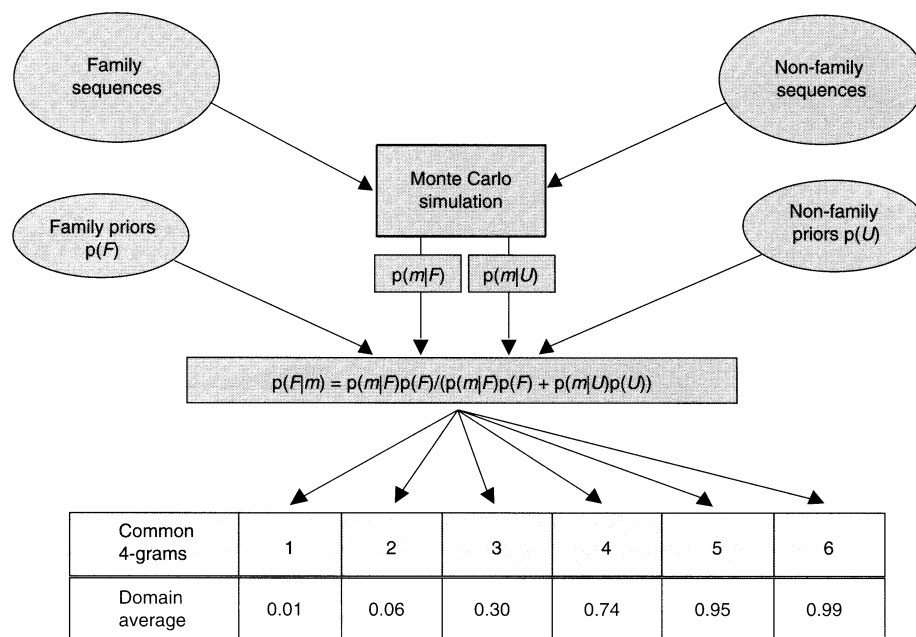 Family
sequences
Non-family
sequences
Monte Carlo
simulation
Family priors
p(F)
Non-family
priors p(U)
p(m|F)
p(m|U)
p(F|m) = p(m|F)p(F)/(p(m|F)p(F) + p(m|U)p(U))
Common
4-grams
1
2
3
4
5
6
Domain
average
0.01
0.06
0.30
0.74
0.95
0.99